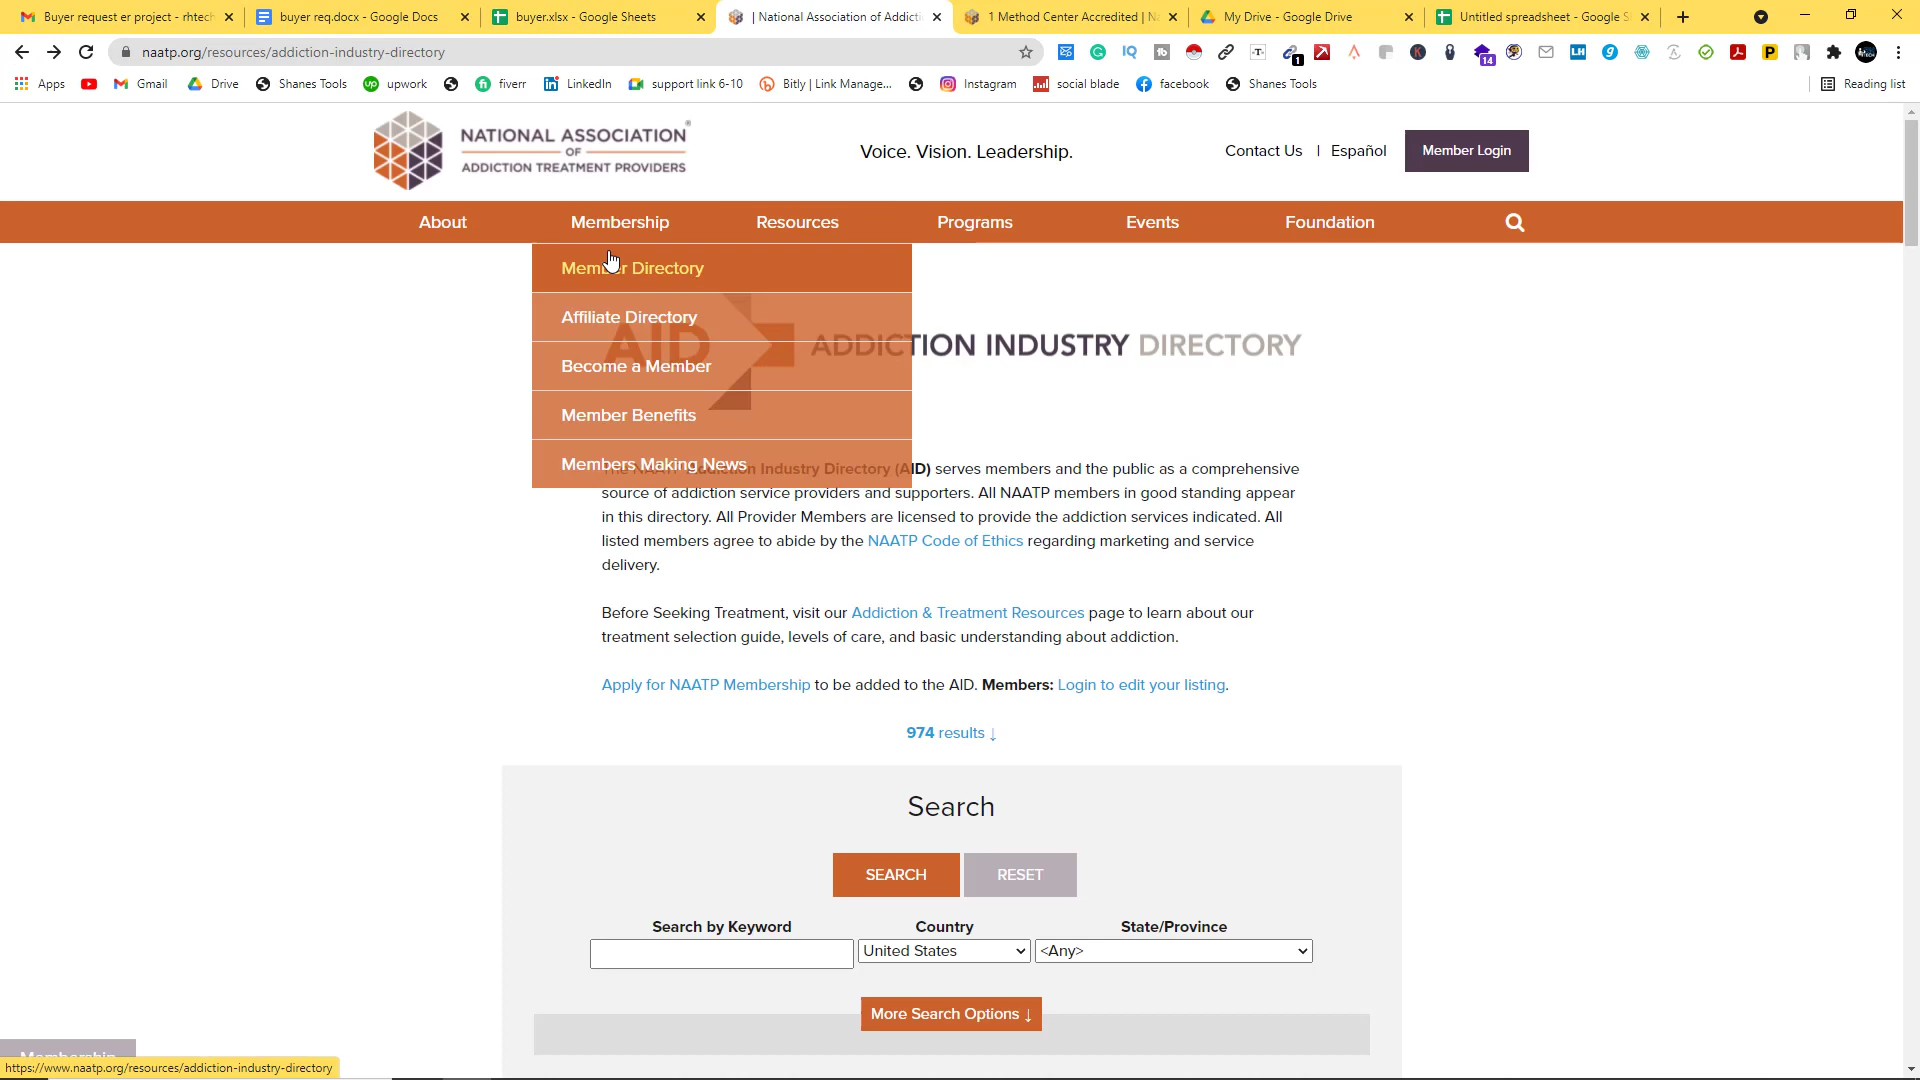 Buyer request er project - rhtech
buyer req.docx - Google Docs
buyer.xlsx - Google Sheets
| National Association of Addicti
1 Method Center Accredited | Na
My Drive - Google Drive
Untitled spreadsheet - Google S
naatp.org/resources/addiction-industry-directory
1
14
Apps
Gmail
Drive
Shanes Tools
upwork
fiverr
LinkedIn
support link 6-10
Bitly | Link Manage...
Instagram
social blade
facebook
Shanes Tools
Reading list
NATIONAL ASSOCIATION®
OF
ADDICTION TREATMENT PROVIDERS
Voice. Vision. Leadership.
Contact Us | Español
Member Login
About
Membership
Resources
Programs
Events
Foundation
Member Directory
Affiliate Directory
Become a Member
Member Benefits
Members Making News
AID
ADDICTION INDUSTRY DIRECTORY
Addiction Industry Directory (AID) serves members and the public as a comprehensive
source of addiction service providers and supporters. All NAATP members in good standing appear
in this directory. All Provider Members are licensed to provide the addiction services indicated. All
listed members agree to abide by the NAATP Code of Ethics regarding marketing and service
delivery.
Before Seeking Treatment, visit our Addiction & Treatment Resources page to learn about our
treatment selection guide, levels of care, and basic understanding about addiction.
Apply for NAATP Membership to be added to the AID. Members: Login to edit your listing.
974 results ↓
Search
SEARCH
RESET
Search by Keyword
Country
State/Province
United States
<Any>
More Search Options ↓
Membership
https://www.naatp.org/resources/addiction-industry-directory